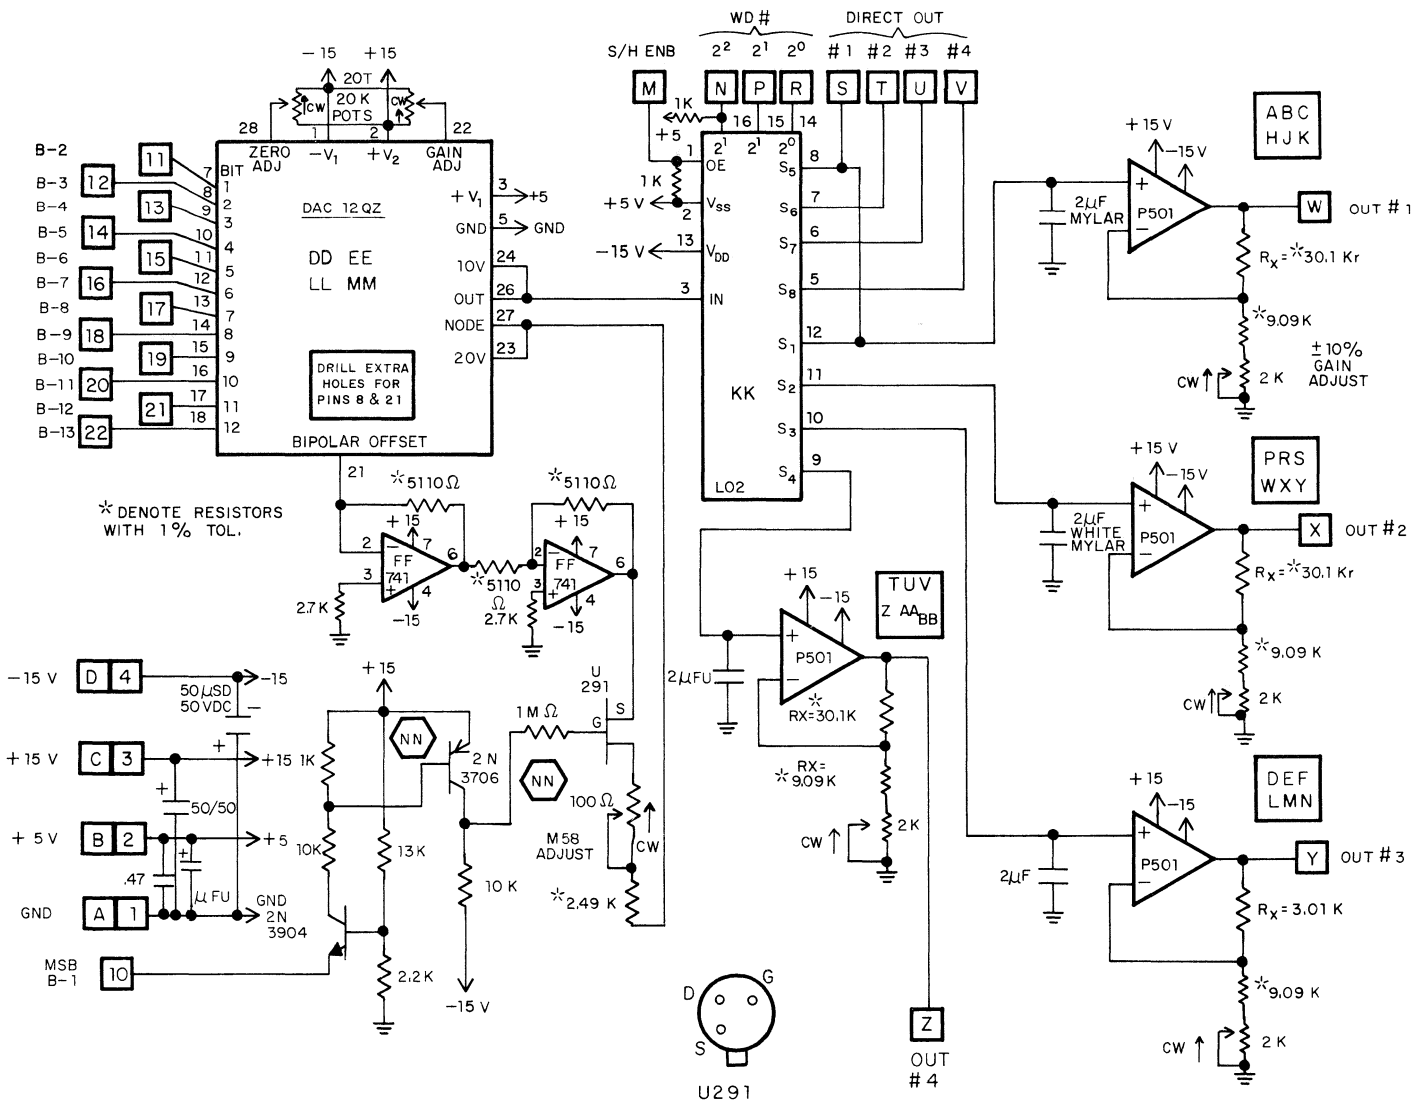 WD #
DIRECT OUT
S/H ENB 2² 2¹ 2⁰ #1 #2 #3 #4
M N P R S T U V
-15 +15
20T
20 K
POTS
CW CW
28 1 2 22
ZERO ADJ -V₁ +V₂ GAIN ADJ
BIT
B-2 11 7 1
B-3 12 8 2
B-4 13 9 3
B-5 14 10 4
B-6 15 11 5
B-7 16 12 6
B-8 17 13 7
B-9 18 14 8
B-10 19 15 9
B-11 20 16 10
B-12 21 17 11
B-13 22 18 12
DAC 12QZ
DD EE
LL MM
DRILL EXTRA
HOLES FOR
PINS 8 & 21
BIPOLAR OFFSET
21
+V₁ 3 +5
GND 5 GND
10V 24
OUT 26
NODE 27
20V 23
1K
+5
16 15 14
2¹ 2¹ 2⁰
1 OE
1K
+5V 2 VSS
-15 V 13 VDD
3 IN
KK
LO2
S₅ 8
S₆ 7
S₇ 6
S₈ 5
S₁ 12
S₂ 11
S₃ 10
S₄ 9
ABC
HJK
+15V
-15V
+
P501
-
2µF
MYLAR
W OUT #1
RX = *30.1 Kr
*9.09K
±10%
GAIN
ADJUST
CW 2K
PRS
WXY
+15V
-15V
+
P501
-
2µF
WHITE
MYLAR
X OUT #2
RX = *30.1 Kr
*9.09 K
CW 2K
DEF
LMN
+15
-15
+
P501
-
2µF
Y OUT #3
RX = 3.01 K
*9.09 K
CW 2 K
TUV
Z AA BB
+15
-15
+
P501
-
2µFU
*
RX=30.1K
RX=
*9.09K
CW 2K
Z
OUT
#4
*DENOTE RESISTORS
WITH 1% TOL.
*5110Ω
+15
2 - 7 6
FF
741
3 + 4
-15
2.7K
*5110
Ω
*5110Ω
+15
2 - 7 6
FF
741
3 + 4
-15
2.7K
-15 V D 4 -15
50µSD
50VDC
-
+
+15 V C 3 +15
+
50/50
+ 5 V B 2 +5
.47
+
µFU
GND A 1 GND
2N
3904
MSB
B-1 10
+15
1K
10K
13K
2.2K
NN
2 N
3706
10 K
-15 V
1MΩ
NN
U
291
G S
100Ω
M58
ADJUST
CW
*2.49 K
D G
S
U291